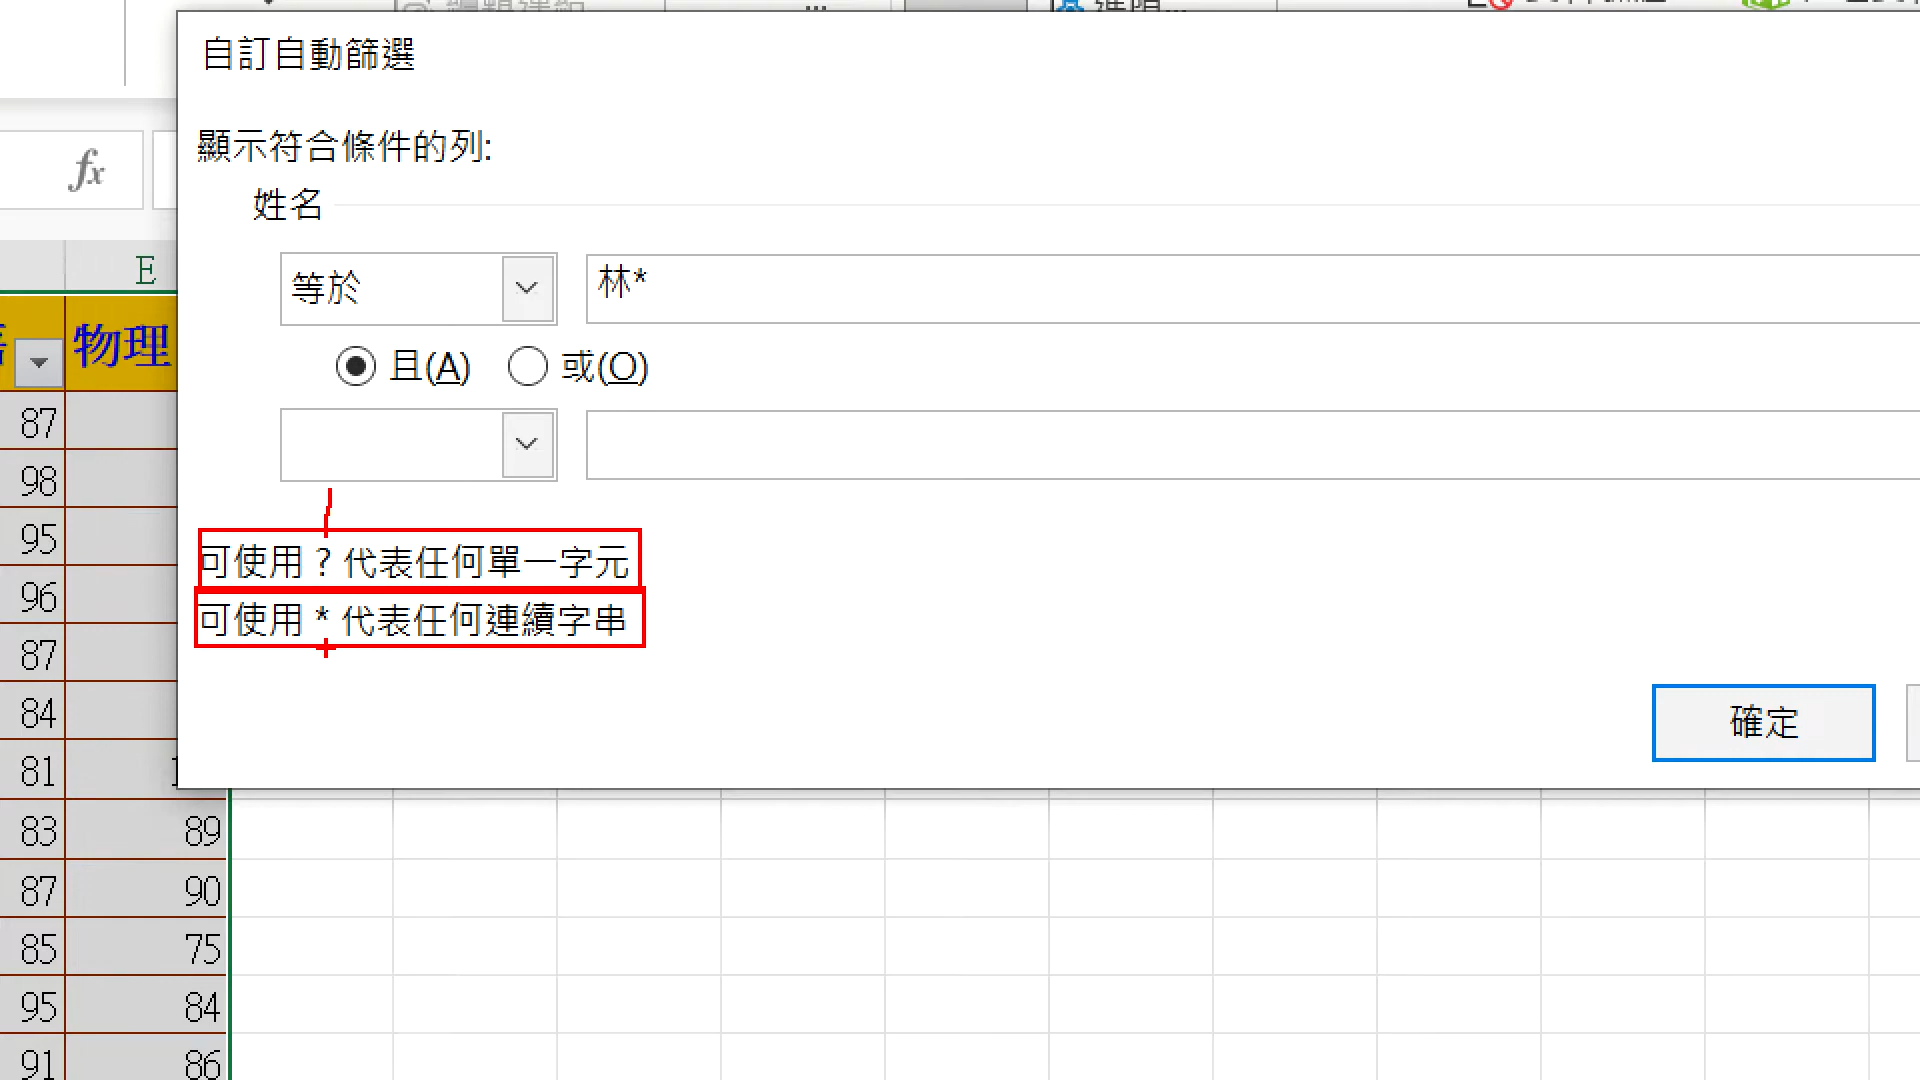 自訂自動篩選
顯示符合條件的列:
姓名
fx
等於 林*
E
且(A) 或(O)
物理
87
98
95
可使用 ? 代表任何單一字元
96
可使用 * 代表任何連續字串
87
84 確定
81
83 89
87 90
85 75
95 84
91 86